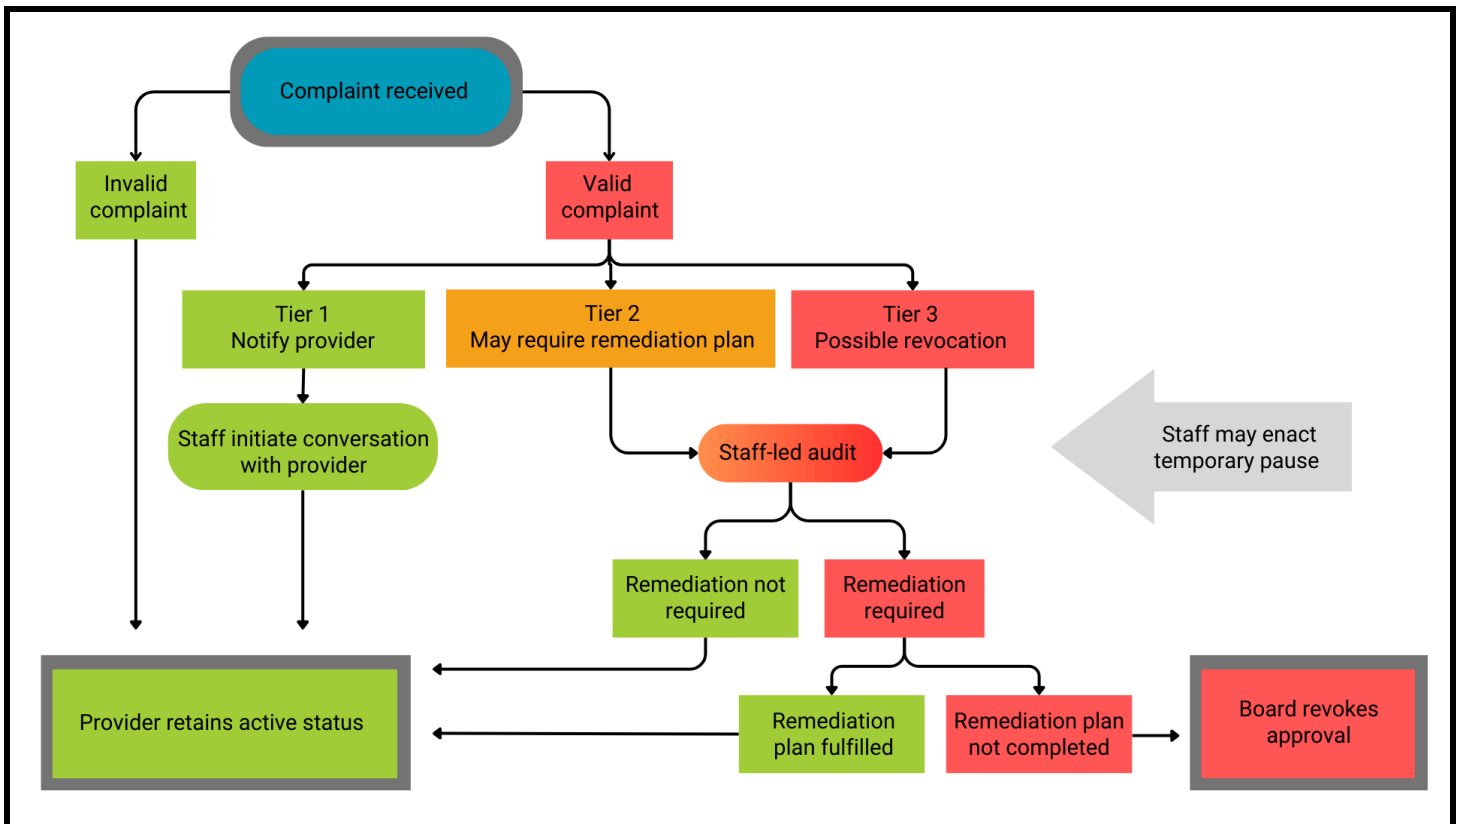 Complaint received
Invalid
complaint
Valid
complaint
Tier 1
Notify provider
Tier 2
May require remediation plan
Tier 3
Possible revocation
Staff initiate conversation
with provider
Staff-led audit
Staff may enact
temporary pause
Remediation not
required
Remediation
required
Provider retains active status
Remediation
plan fulfilled
Remediation plan
not completed
Board revokes
approval